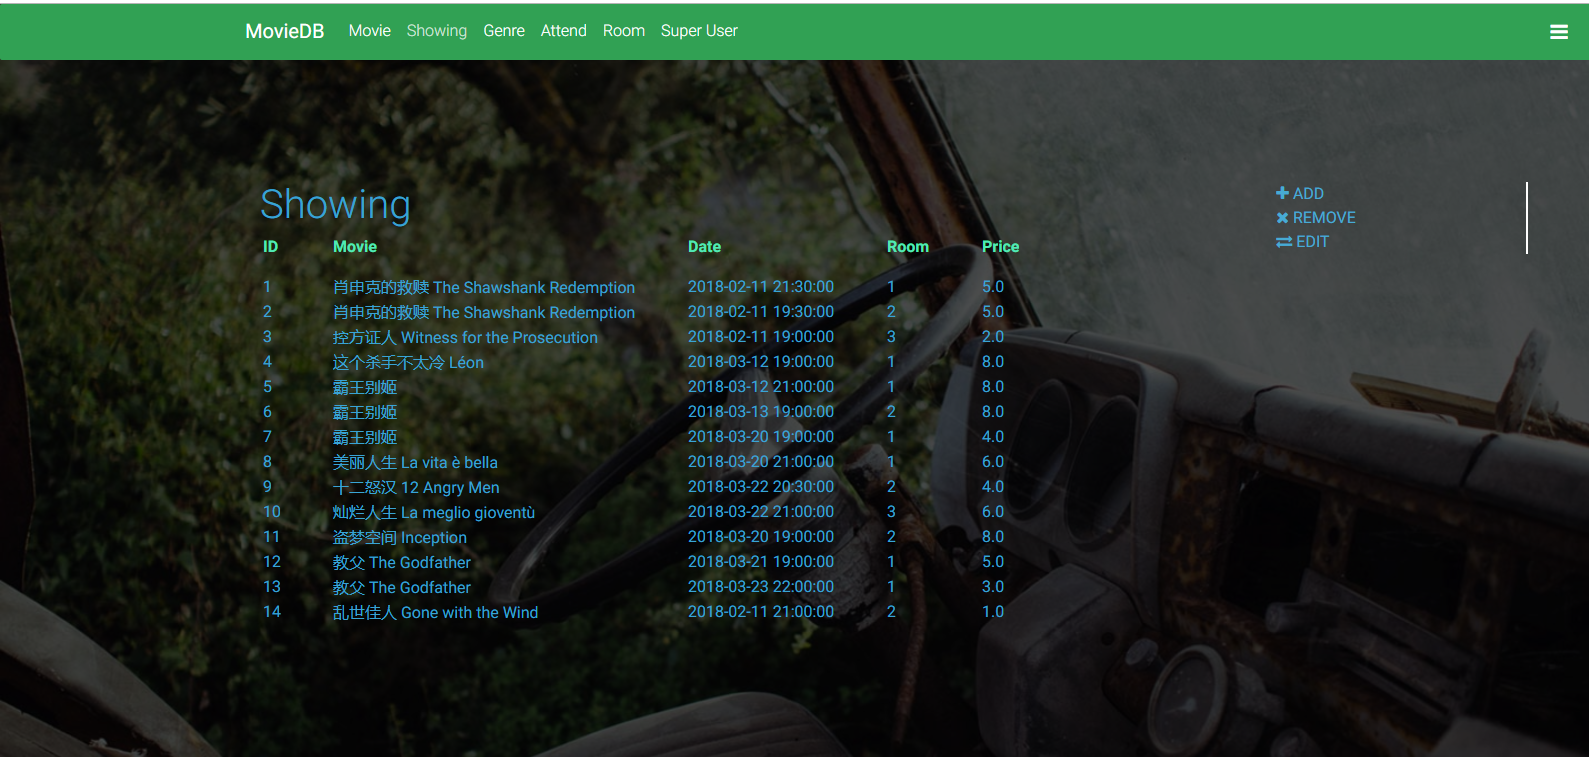 MovieDB Movie Showing Genre Attend Room Super User
Showing
ADD
REMOVE
EDIT
ID Movie Date Room Price
1 肖申克的救赎 The Shawshank Redemption 2018-02-11 21:30:00 1 5.0
2 肖申克的救赎 The Shawshank Redemption 2018-02-11 19:30:00 2 5.0
3 控方证人 Witness for the Prosecution 2018-02-11 19:00:00 3 2.0
4 这个杀手不太冷 Léon 2018-03-12 19:00:00 1 8.0
5 霸王别姬 2018-03-12 21:00:00 1 8.0
6 霸王别姬 2018-03-13 19:00:00 2 8.0
7 霸王别姬 2018-03-20 19:00:00 1 4.0
8 美丽人生 La vita è bella 2018-03-20 21:00:00 1 6.0
9 十二怒汉 12 Angry Men 2018-03-22 20:30:00 2 4.0
10 灿烂人生 La meglio gioventù 2018-03-22 21:00:00 3 6.0
11 盗梦空间 Inception 2018-03-20 19:00:00 2 8.0
12 教父 The Godfather 2018-03-21 19:00:00 1 5.0
13 教父 The Godfather 2018-03-23 22:00:00 1 3.0
14 乱世佳人 Gone with the Wind 2018-02-11 21:00:00 2 1.0